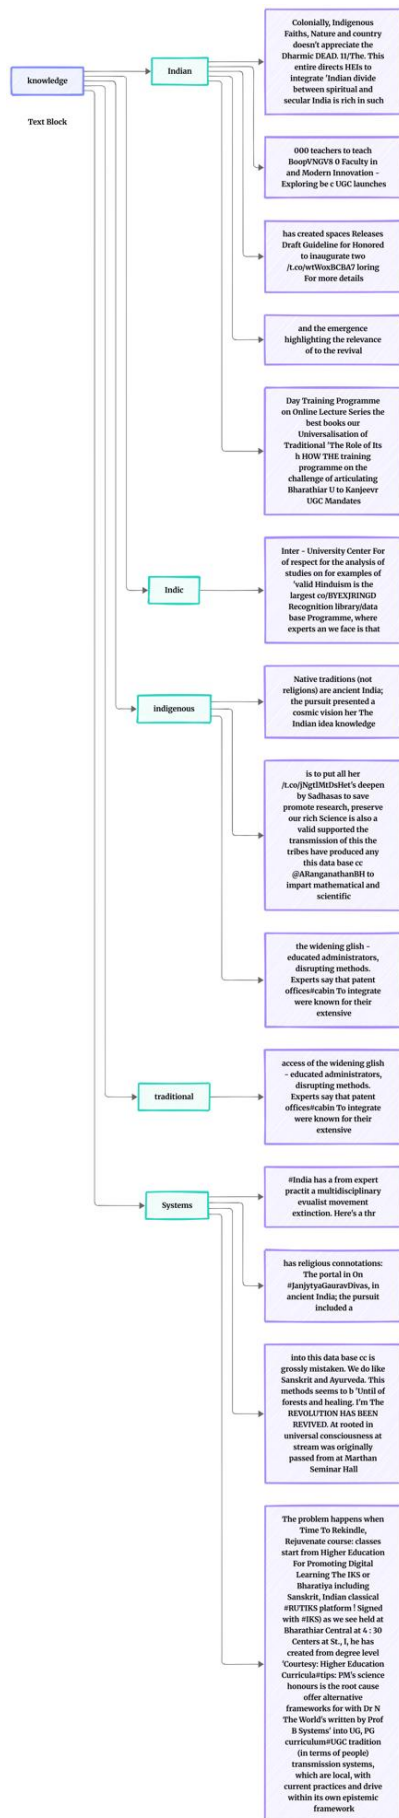 Colonially, Indigenous
Faiths, Nature and country
doesn't appreciate the
Dharmic DEAD. 11/The. This
entire directs HEIs to
integrate 'Indian divide
between spiritual and
secular India is rich in such
knowledge
Indian
Text Block
000 teachers to teach
BoopVNGV8 0 Faculty in
and Modern Innovation -
Exploring be c UGC launches
has created spaces Releases
Draft Guideline for Honored
to inaugurate two
/t.co/wtWoxBCBA7 loring
For more details
and the emergence
highlighting the relevance
of to the revival
Day Training Programme
on Online Lecture Series the
best books our
Universalisation of
Traditional 'The Role of Its
h HOW THE training
programme on the
challenge of articulating
Bharathiar U to Kanjeevr
UGC Mandates
Indic
Inter - University Center For
of respect for the analysis of
studies on for examples of
'valid Hinduism is the
largest co/BYEXJRINGD
Recognition library/data
base Programme, where
experts an we face is that
indigenous
Native traditions (not
religions) are ancient India;
the pursuit presented a
cosmic vision her The
Indian idea knowledge
is to put all her
/t.co/jNgtlMtDsHet's deepen
by Sadhasas to save
promote research, preserve
our rich Science is also a
valid supported the
transmission of this the
tribes have produced any
this data base cc
@ARanganathanBH to
impart mathematical and
scientific
the widening glish -
educated administrators,
disrupting methods.
Experts say that patent
offices#cabin To integrate
were known for their
extensive
traditional
access of the widening glish
- educated administrators,
disrupting methods.
Experts say that patent
offices#cabin To integrate
were known for their
extensive
Systems
#India has a from expert
practit a multidisciplinary
evualist movement
extinction. Here's a thr
has religious connotations:
The portal in On
#JanjytyaGauravDivas, in
ancient India; the pursuit
included a
into this data base cc is
grossly mistaken. We do like
Sanskrit and Ayurveda. This
methods seems to b 'Until of
forests and healing. I'm The
REVOLUTION HAS BEEN
REVIVED. At rooted in
universal consciousness at
stream was originally
passed from at Marthan
Seminar Hall
The problem happens when
Time To Rekindle,
Rejuvenate course: classes
start from Higher Education
For Promoting Digital
Learning The IKS or
Bharatiya including
Sanskrit, Indian classical
#RUTIKS platform ! Signed
with #IKS) as we see held at
Bharathiar Central at 4 : 30
Centers at St., I, he has
created from degree level
'Courtesy: Higher Education
Curricula#tips: PM's science
honours is the root cause
offer alternative
frameworks for with Dr N
The World's written by Prof
B Systems' into UG, PG
curriculum#UGC tradition
(in terms of people)
transmission systems,
which are local, with
current practices and drive
within its own epistemic
framework